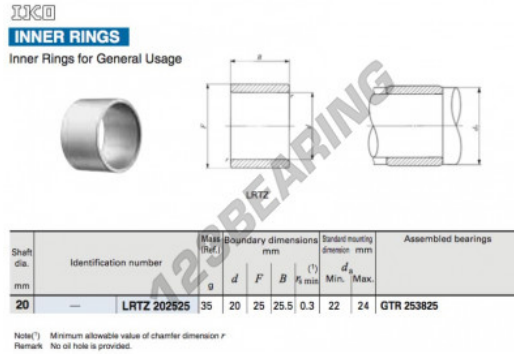 IKO
INNER RINGS
Inner Rings for General Usage
B
F
r
r
d
dₐ
LRTZ
123BEARING
Shaft dia. mm
Identification number
Mass (Ref.) g
Boundary dimensions mm
d F B (1) rs min
Standard mounting dimension mm
da
Min. Max.
Assembled bearings
20 — LRTZ 202525 35 20 25 25.5 0.3 22 24 GTR 253825
Note(1) Minimum allowable value of chamfer dimension r
Remark No oil hole is provided.